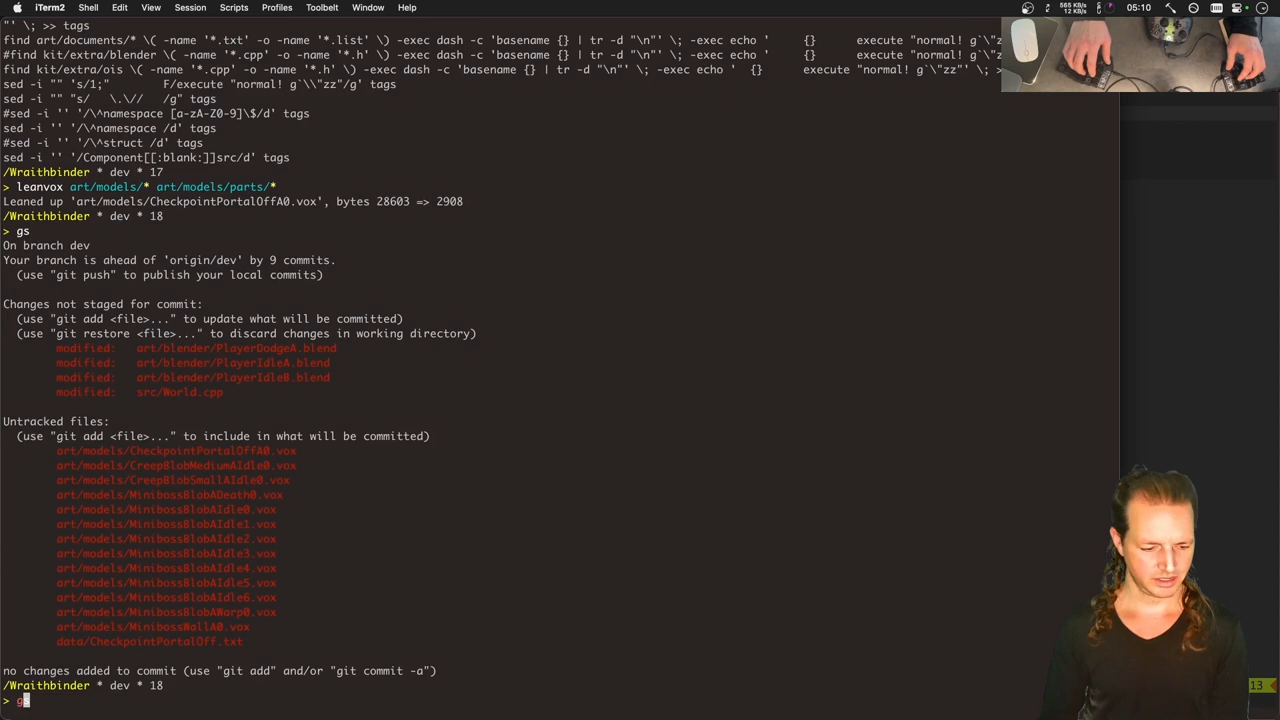 iTerm2 Shell Edit View Session Scripts Profiles Toolbelt Window Help 565 KB/s 12 KB/s 05:10
"' \; >> tags
find art/documents/* \( -name '*.txt' -o -name '*.list' \) -exec dash -c 'basename {} | tr -d "\n"' \; -exec echo ' {} execute "normal! g`\"z
#find kit/extra/blender \( -name '*.cpp' -o -name '*.h' \) -exec dash -c 'basename {} | tr -d "\n"' \; -exec echo ' {} execute "normal! g`\"z
find kit/extra/ois \( -name '*.cpp' -o -name '*.h' \) -exec dash -c 'basename {} | tr -d "\n"' \; -exec echo ' {} execute "normal! g`\"zz"' \; >
sed -i '' 's/1;" F/execute "normal! g`\\"zz"/g' tags
sed -i "" "s/ \.\// /g" tags
#sed -i '' '/\^namespace [a-zA-Z0-9]\$/d' tags
sed -i '' '/\^namespace /d' tags
#sed -i '' '/\^struct /d' tags
sed -i '' '/Component[[:blank:]]src/d' tags
/Wraithbinder * dev * 17
> leanvox art/models/* art/models/parts/*
Leaned up 'art/models/CheckpointPortalOffA0.vox', bytes 28603 => 2908
/Wraithbinder * dev * 18
> gs
On branch dev
Your branch is ahead of 'origin/dev' by 9 commits.
(use "git push" to publish your local commits)
Changes not staged for commit:
(use "git add <file>..." to update what will be committed)
(use "git restore <file>..." to discard changes in working directory)
modified: art/blender/PlayerDodgeA.blend
modified: art/blender/PlayerIdleA.blend
modified: art/blender/PlayerIdleB.blend
modified: src/World.cpp
Untracked files:
(use "git add <file>..." to include in what will be committed)
art/models/CheckpointPortalOffA0.vox
art/models/CreepBlobMediumAIdle0.vox
art/models/CreepBlobSmallAIdle0.vox
art/models/MinibossBlobADeath0.vox
art/models/MinibossBlobAIdle0.vox
art/models/MinibossBlobAIdle1.vox
art/models/MinibossBlobAIdle2.vox
art/models/MinibossBlobAIdle3.vox
art/models/MinibossBlobAIdle4.vox
art/models/MinibossBlobAIdle5.vox
art/models/MinibossBlobAIdle6.vox
art/models/MinibossBlobAWarp0.vox
art/models/MinibossWallA0.vox
data/CheckpointPortalOff.txt
no changes added to commit (use "git add" and/or "git commit -a")
/Wraithbinder * dev * 18
13
> gs